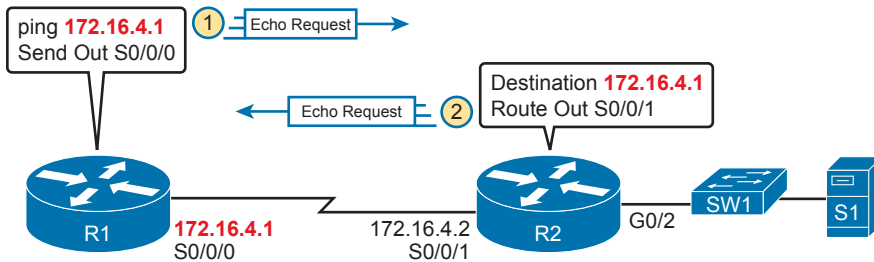 ping 172.16.4.1
Send Out S0/0/0
1
Echo Request
Destination 172.16.4.1
Route Out S0/0/1
Echo Request
2
R1
172.16.4.1
S0/0/0
172.16.4.2
S0/0/1
R2
G0/2
SW1
S1